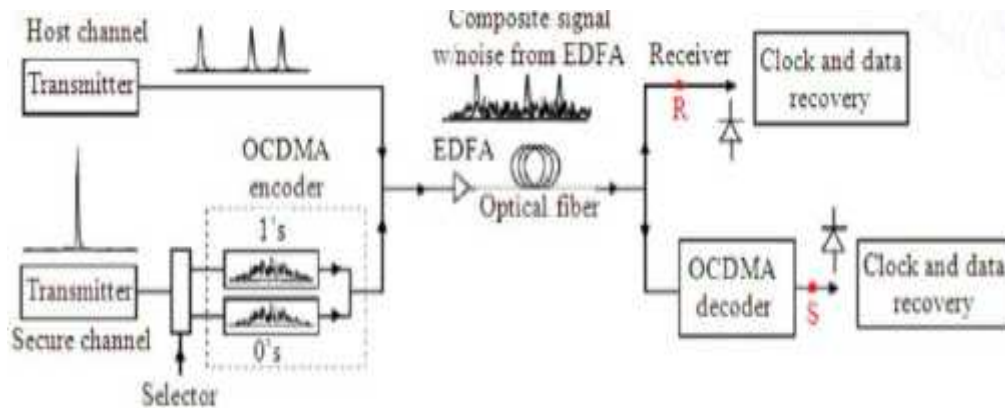 Host channel
Transmitter
Composite signal
w/noise from EDFA
Receiver
Clock and data
recovery
R
EDFA
Optical fiber
OCDMA
encoder
1's
0's
Transmitter
Secure channel
Selector
OCDMA
decoder
S
Clock and data
recovery